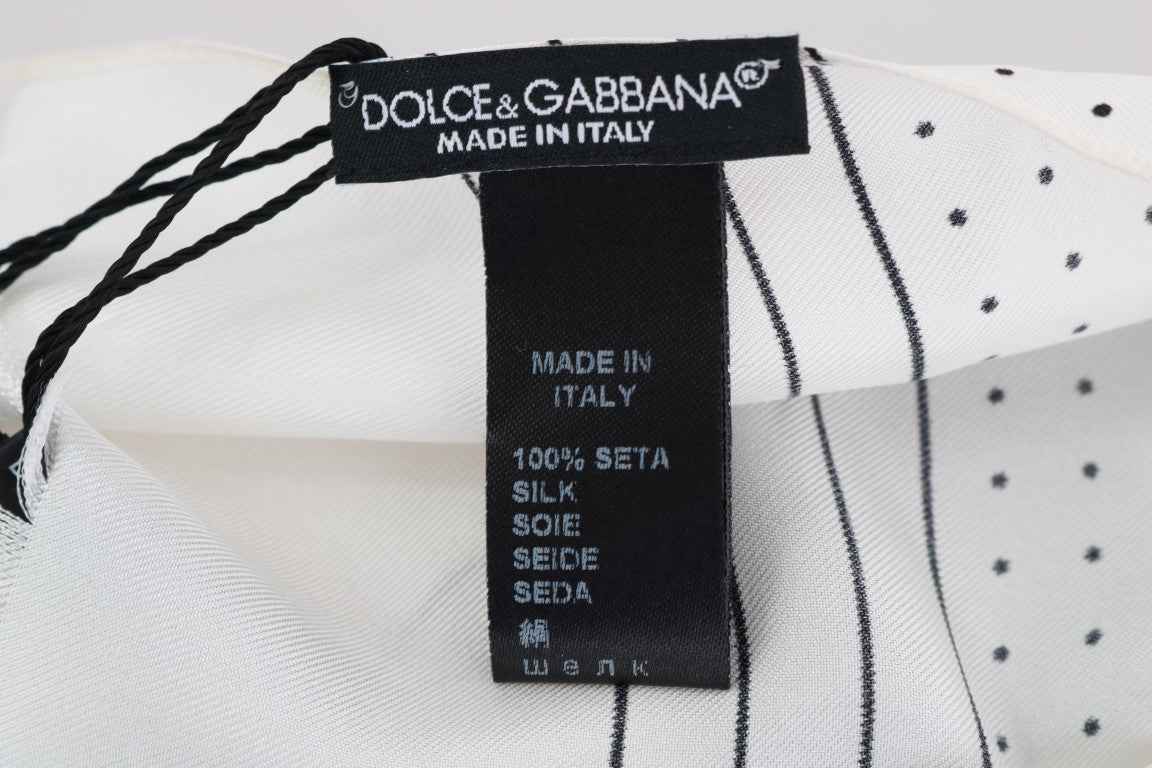 DOLCE & GABBANA®
MADE IN ITALY
MADE IN
ITALY
100% SETA
SILK
SOIE
SEIDE
SEDA
絹
шелк